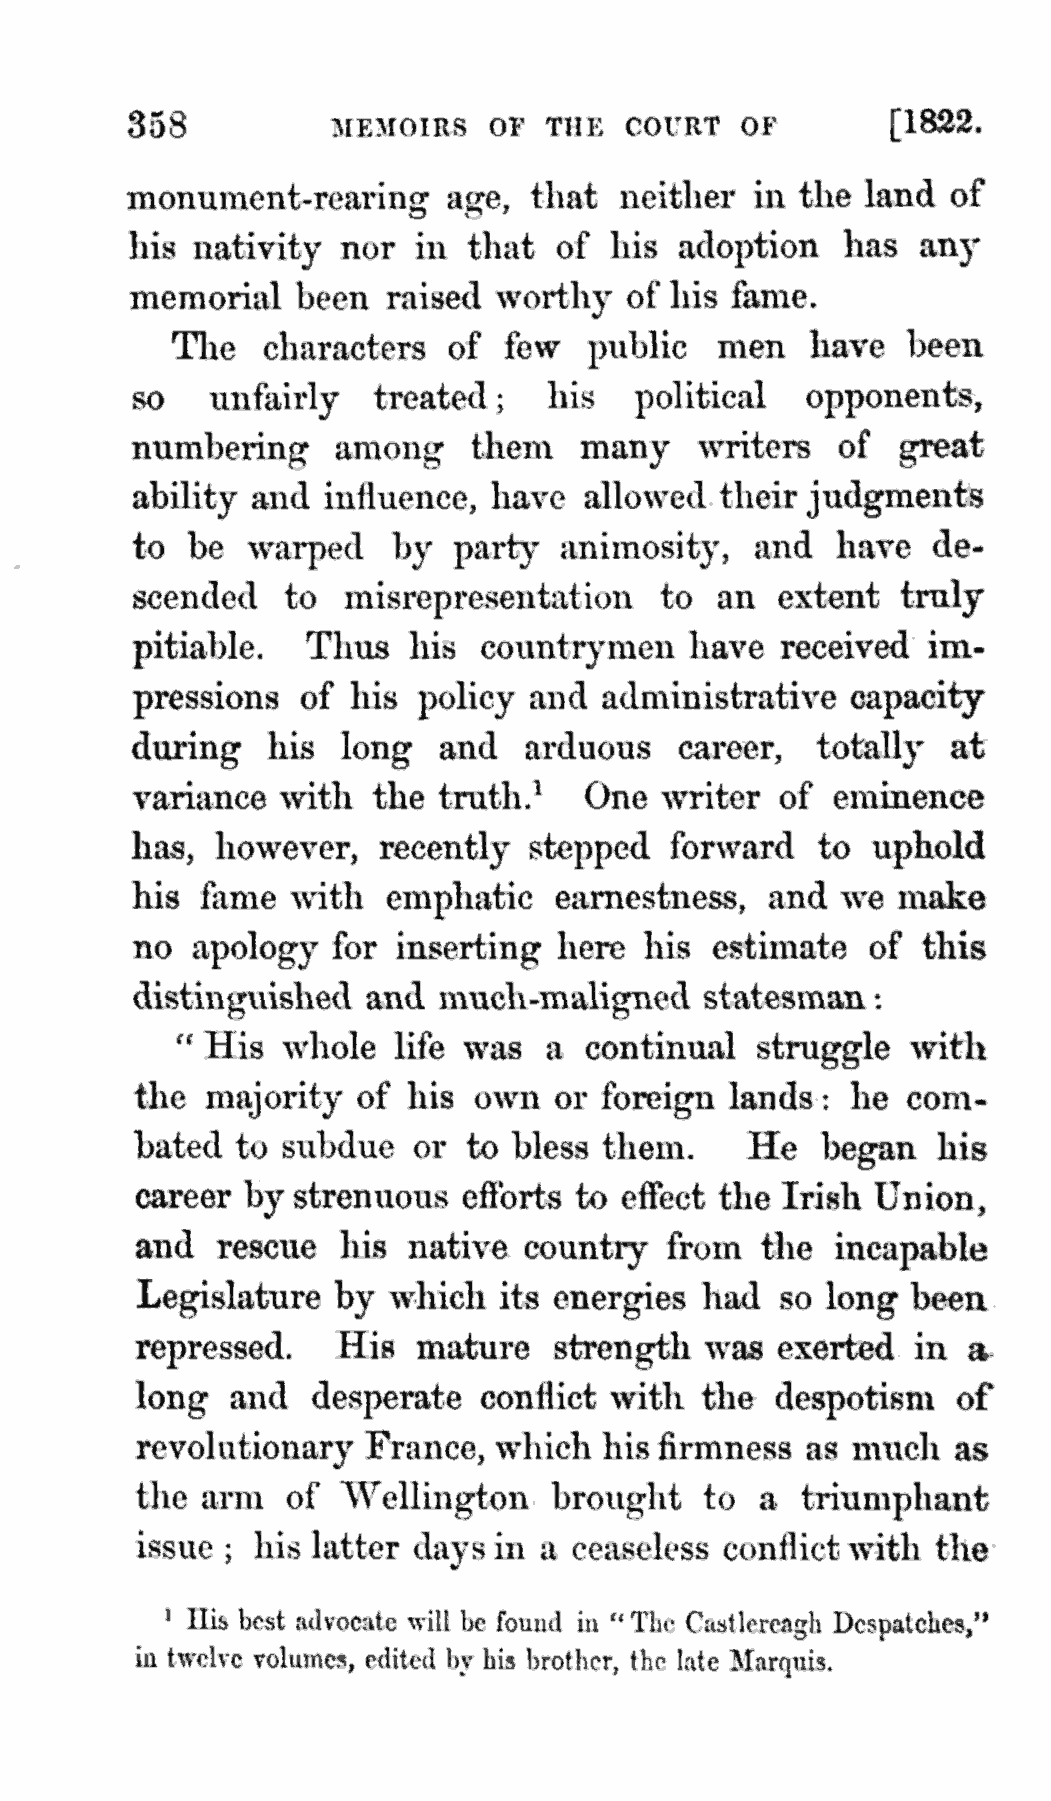 358 MEMOIRS OF THE COURT OF [1822.
monument-rearing age, that neither in the land of
his nativity nor in that of his adoption has any
memorial been raised worthy of his fame.
The characters of few public men have been
so unfairly treated; his political opponents,
numbering among them many writers of great
ability and influence, have allowed their judgments
to be warped by party animosity, and have de-
scended to misrepresentation to an extent truly
pitiable. Thus his countrymen have received im-
pressions of his policy and administrative capacity
during his long and arduous career, totally at
variance with the truth.¹ One writer of eminence
has, however, recently stepped forward to uphold
his fame with emphatic earnestness, and we make
no apology for inserting here his estimate of this
distinguished and much-maligned statesman:
"His whole life was a continual struggle with
the majority of his own or foreign lands: he com-
bated to subdue or to bless them. He began his
career by strenuous efforts to effect the Irish Union,
and rescue his native country from the incapable
Legislature by which its energies had so long been
repressed. His mature strength was exerted in a
long and desperate conflict with the despotism of
revolutionary France, which his firmness as much as
the arm of Wellington brought to a triumphant
issue; his latter days in a ceaseless conflict with the
¹ His best advocate will be found in "The Castlereagh Despatches,"
in twelve volumes, edited by his brother, the late Marquis.